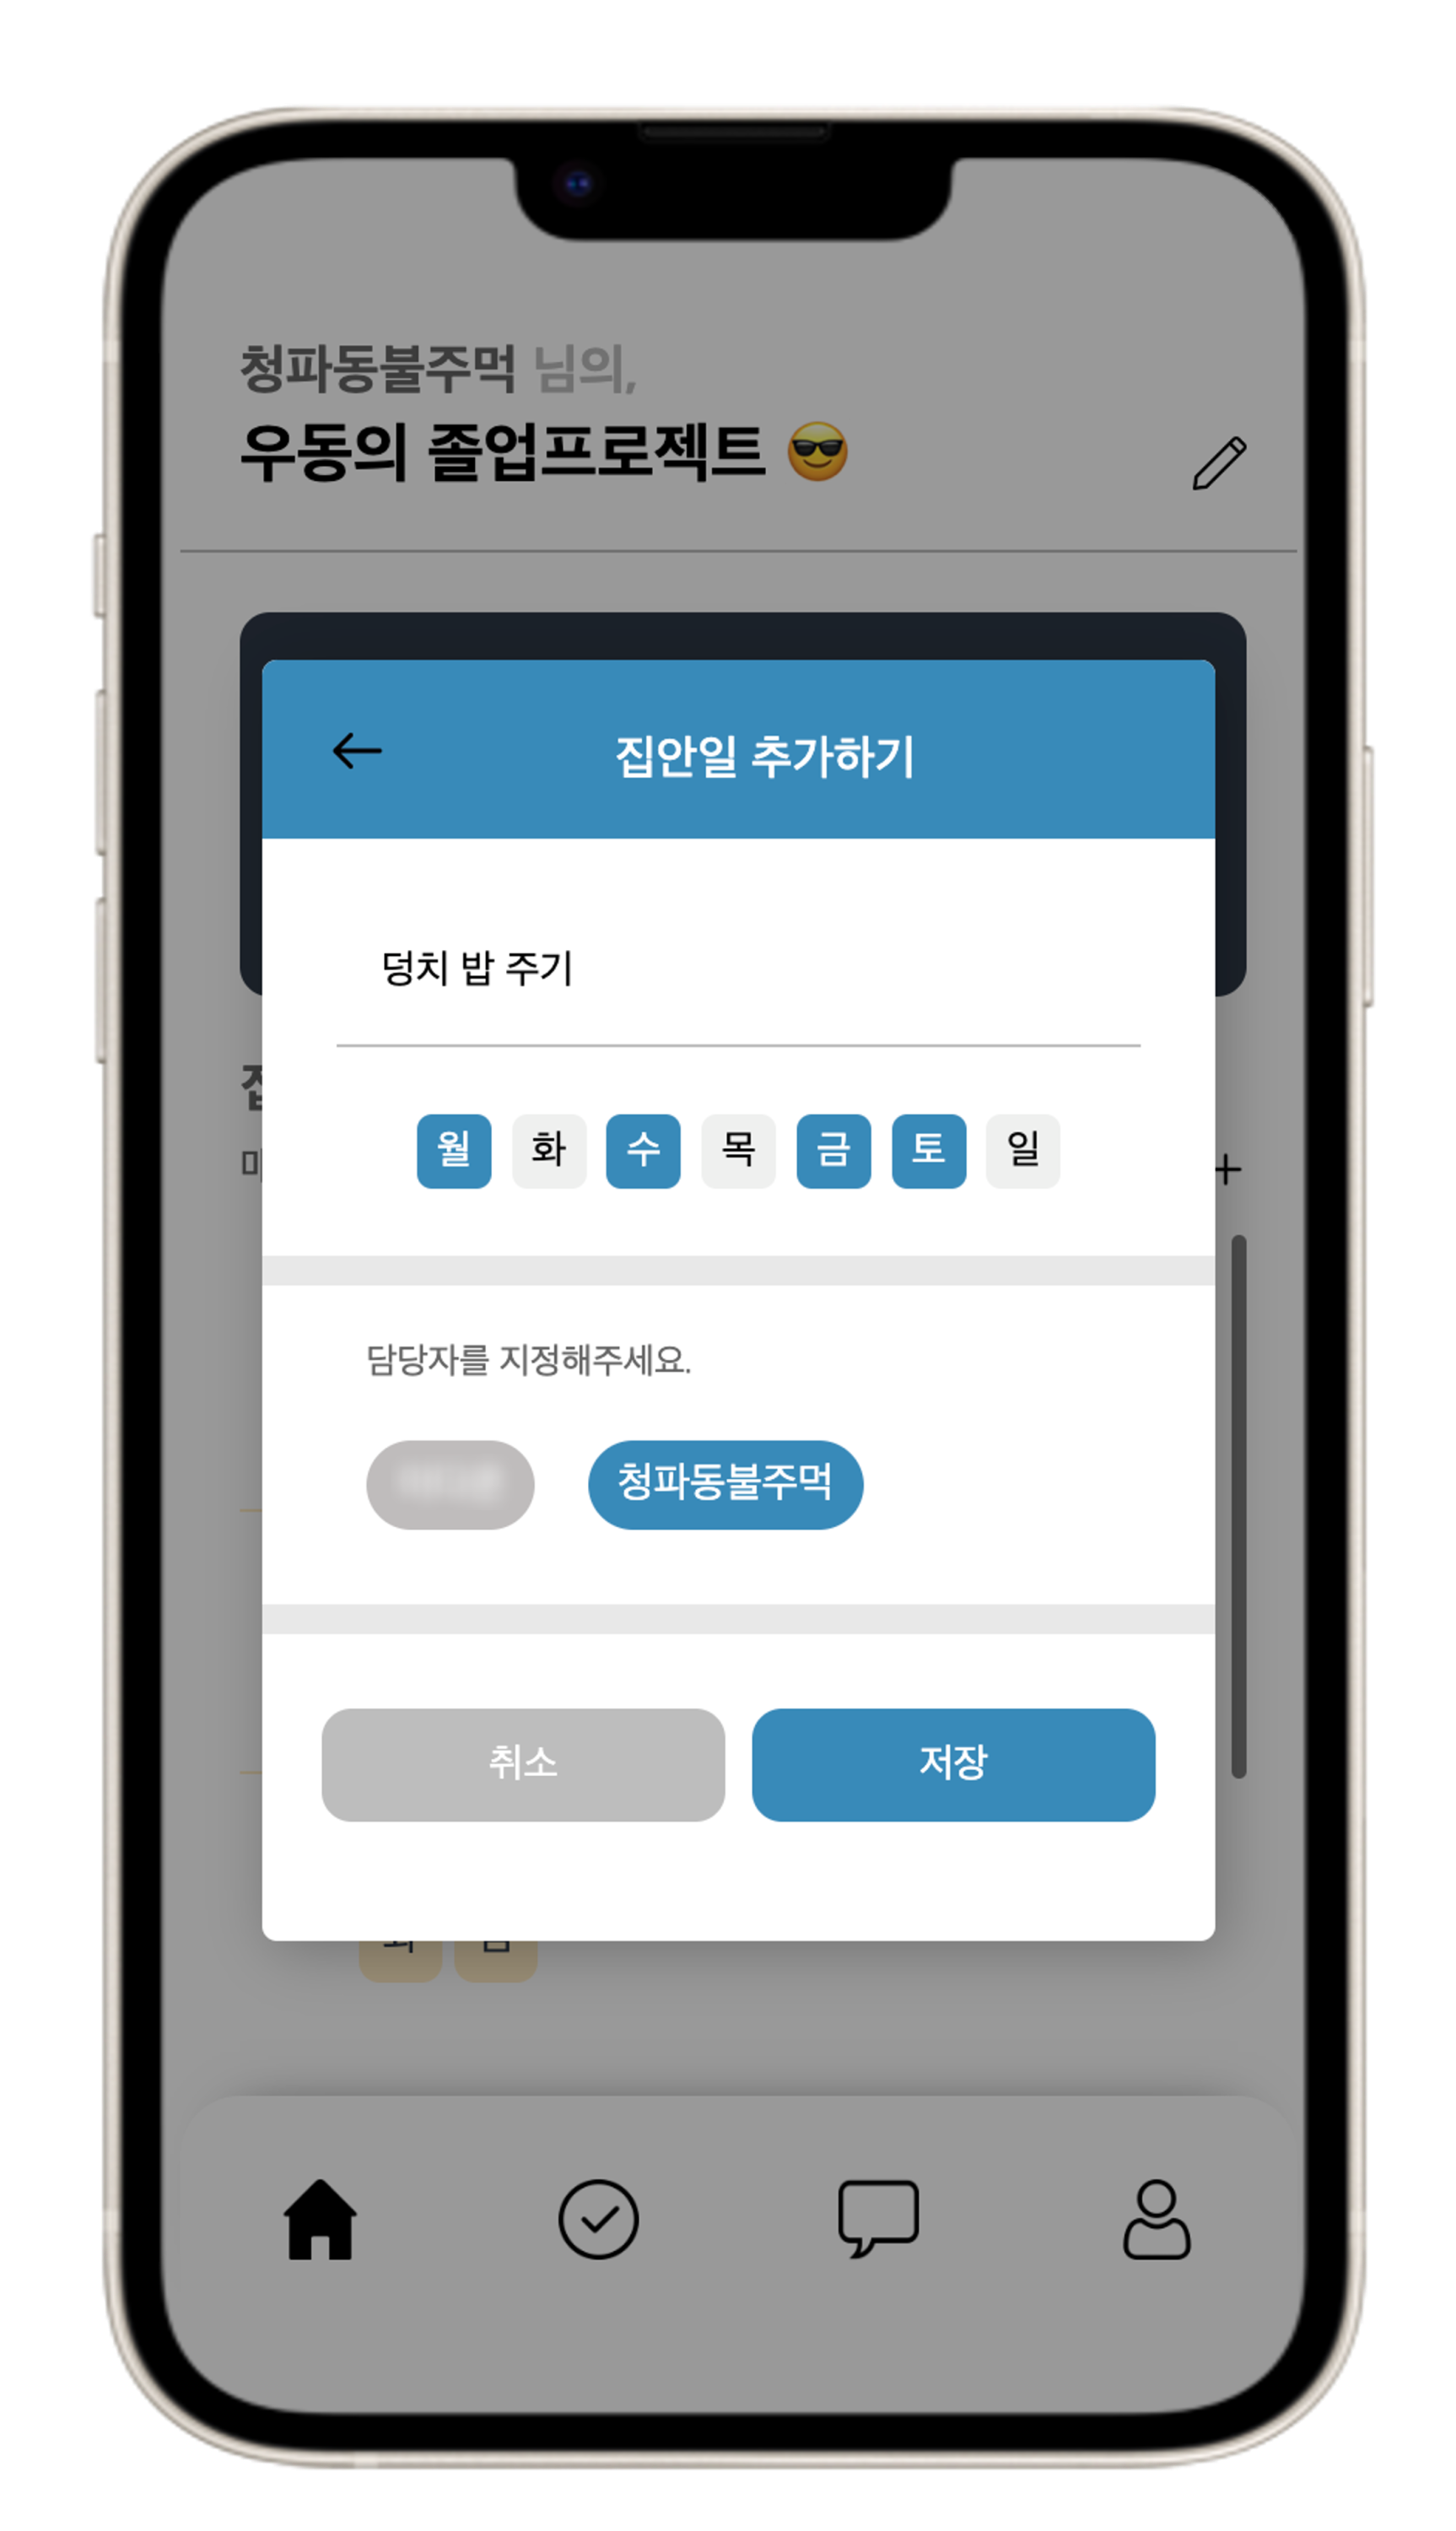 청파동불주먹 님의,
우동의 졸업프로젝트 😎
집안일 추가하기
덩치 밥 주기
월 화 수 목 금 토 일
담당자를 지정해주세요.
청파동불주먹
취소 저장